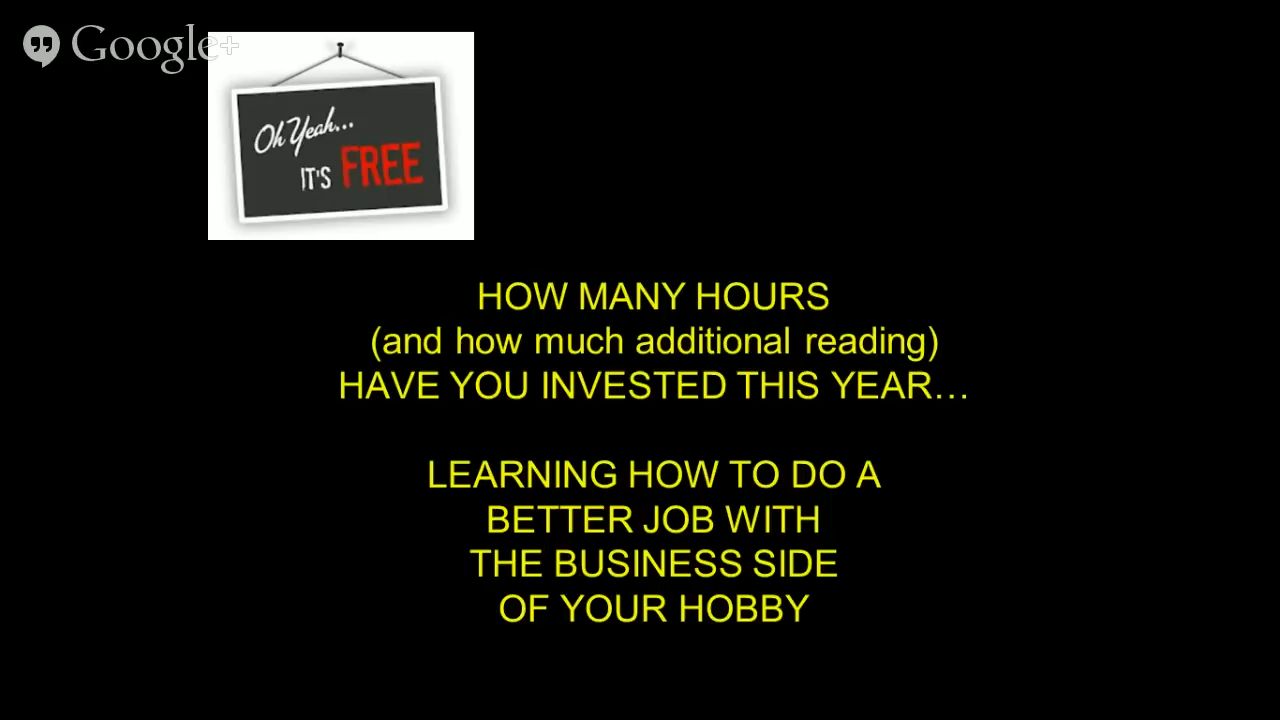 Google+
Oh Yeah...
IT'S FREE
HOW MANY HOURS
(and how much additional reading)
HAVE YOU INVESTED THIS YEAR…
LEARNING HOW TO DO A
BETTER JOB WITH
THE BUSINESS SIDE
OF YOUR HOBBY